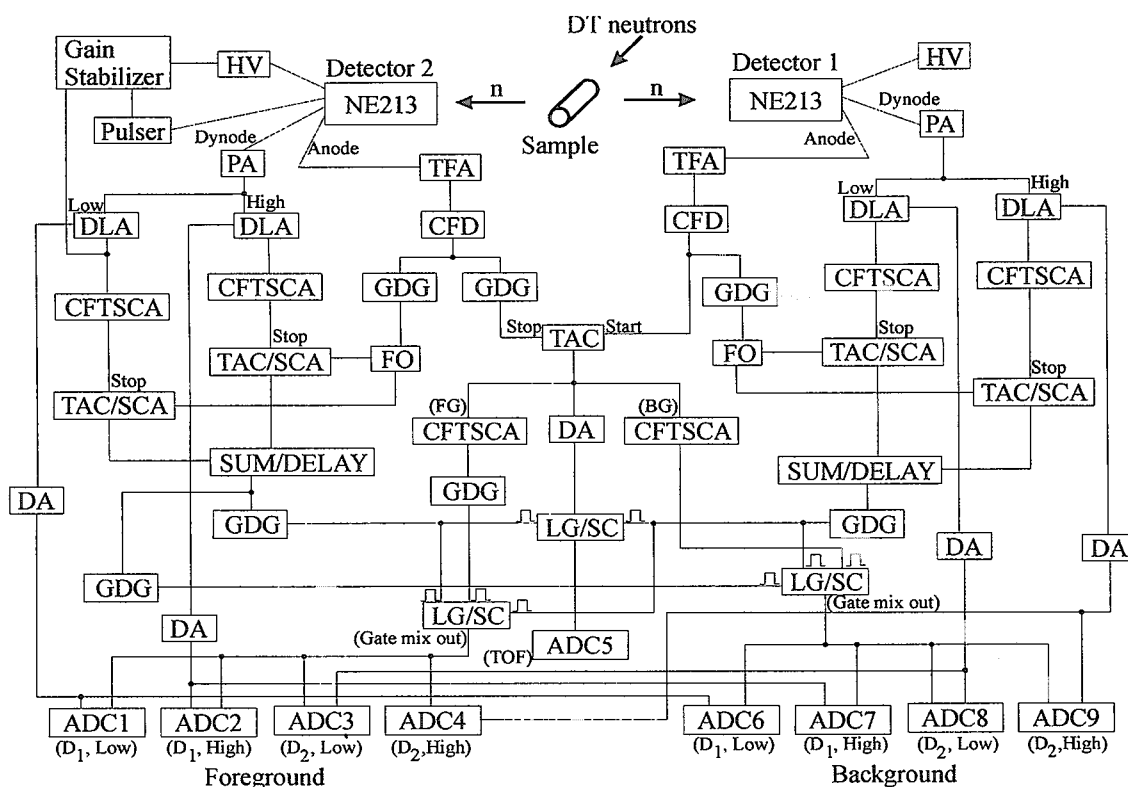 DT neutrons
Gain
Stabilizer
HV
Detector 2
NE213
n
n
Detector 1
NE213
HV
Pulser
Dynode
PA
Anode
Sample
Dynode
PA
Anode
TFA
TFA
Low
High
DLA
DLA
CFD
CFD
Low
High
DLA
DLA
CFTSCA
CFTSCA
GDG
GDG
GDG
CFTSCA
CFTSCA
Stop
Stop
TAC
Start
Stop
TAC/SCA
FO
FO
TAC/SCA
Stop
Stop
TAC/SCA
TAC/SCA
(FG)
CFTSCA
DA
(BG)
CFTSCA
SUM/DELAY
SUM/DELAY
DA
GDG
GDG
LG/SC
GDG
DA
DA
GDG
LG/SC
(Gate mix out)
LG/SC
(Gate mix out)
DA
ADC5
(TOF)
ADC1
ADC2
ADC3
ADC4
ADC6
ADC7
ADC8
ADC9
(D1, Low)
(D1, High)
(D2, Low)
(D2,High)
(D1, Low)
(D1, High)
(D2, Low)
(D2,High)
Foreground
Background